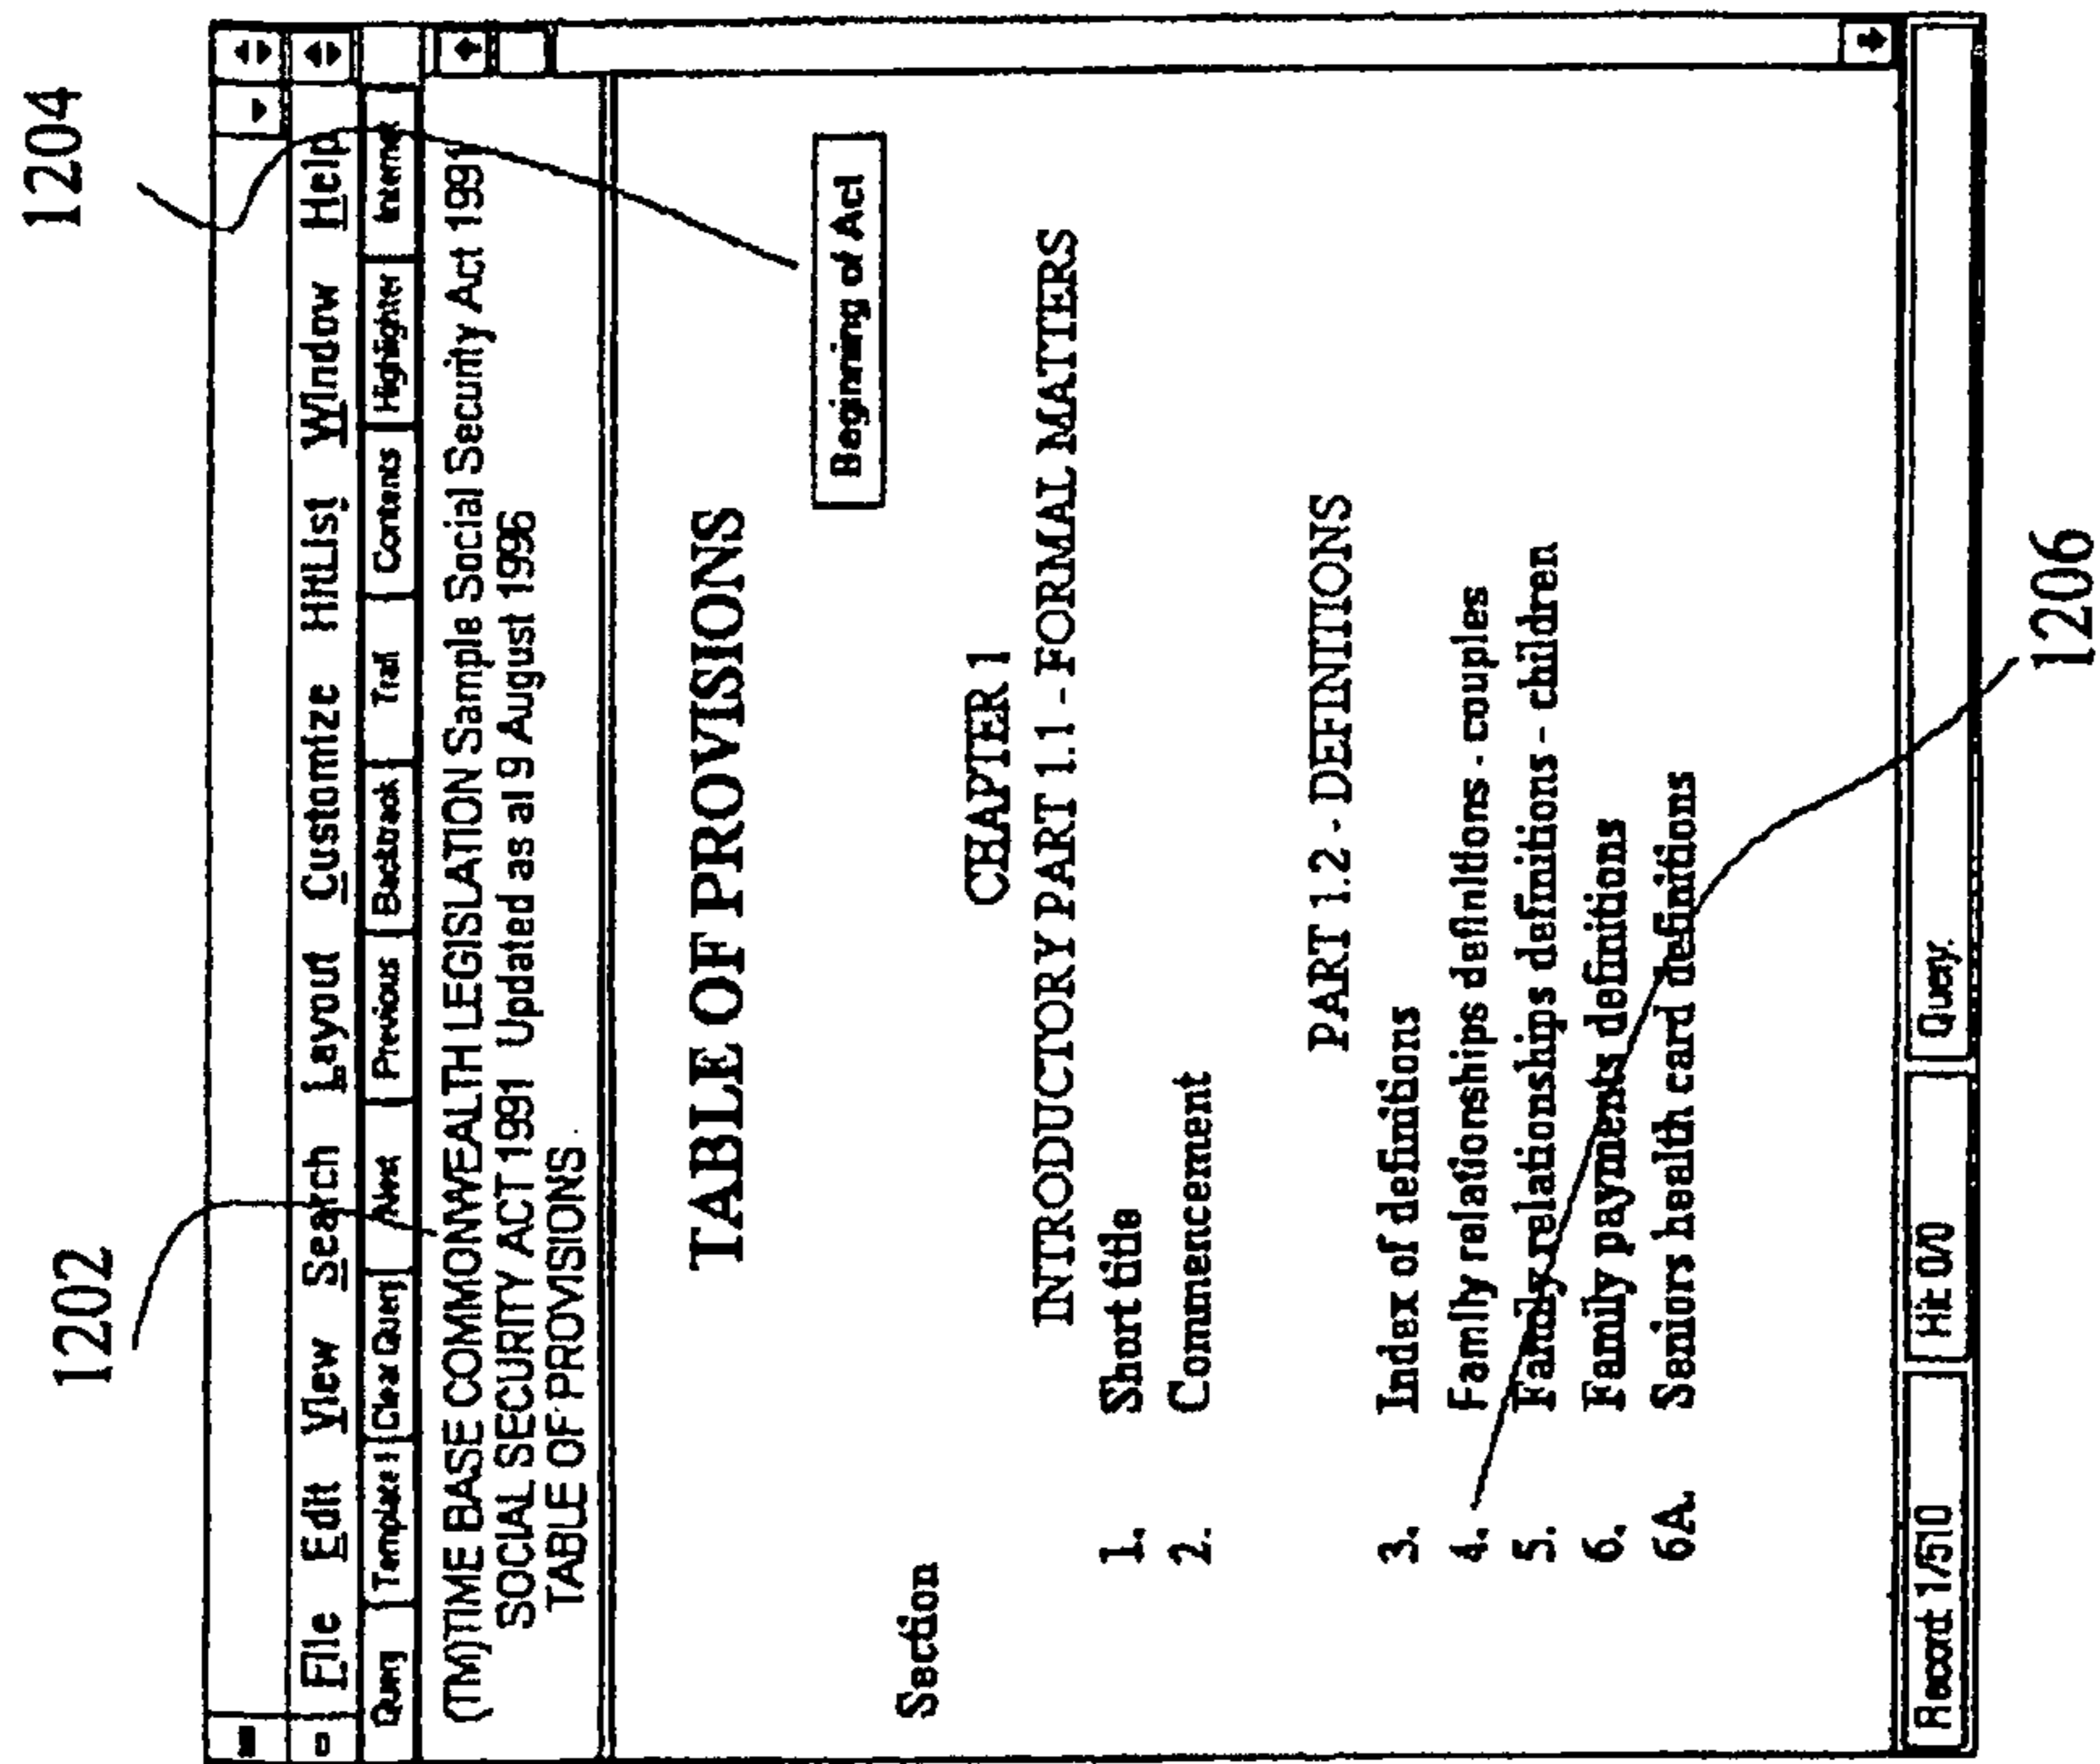 1202
1204
File Edit View Search Layout Customize HitList Window Help
Query Template Clear Query Next Previous Backtrack Trail Contents Highlighter Internet
(TM)TIME BASE COMMONWEALTH LEGISLATION Sample Social Security Act 1991
SOCIAL SECURITY ACT 1991 Updated as al 9 August 1996
TABLE OF PROVISIONS
TABLE OF PROVISIONS
Beginning of Act
Section
CHAPTER 1
INTRODUCTORY PART 1.1 - FORMAL MATTERS
1. Short title
2. Commencement
PART 1.2 - DEFINITIONS
3. Index of definitions
4. Family relationships definitions - couples
5. Family relationships definitions - children
6. Family payments definitions
6A. Seniors health card definitions
Record 1/510 Hit 0/0 Query.
1206